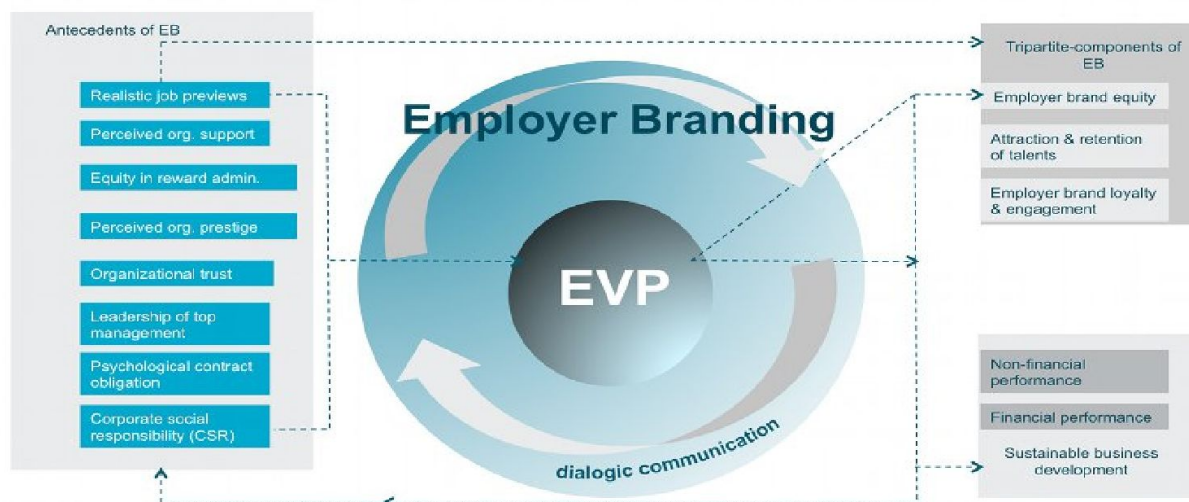 Antecedents of EB
Realistic job previews
Perceived org. support
Equity in reward admin.
Perceived org. prestige
Organizational trust
Leadership of top
management
Psychological contract
obligation
Corporate social
responsibility (CSR)
Employer Branding
EVP
dialogic communication
Tripartite-components of
EB
Employer brand equity
Attraction & retention
of talents
Employer brand loyalty
& engagement
Non-financial
performance
Financial performance
Sustainable business
development